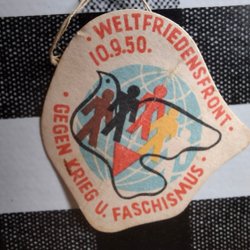 · WELTFRIEDENSFRONT ·
10.9.50.
GEGEN KRIEG U. FASCHISMUS ·